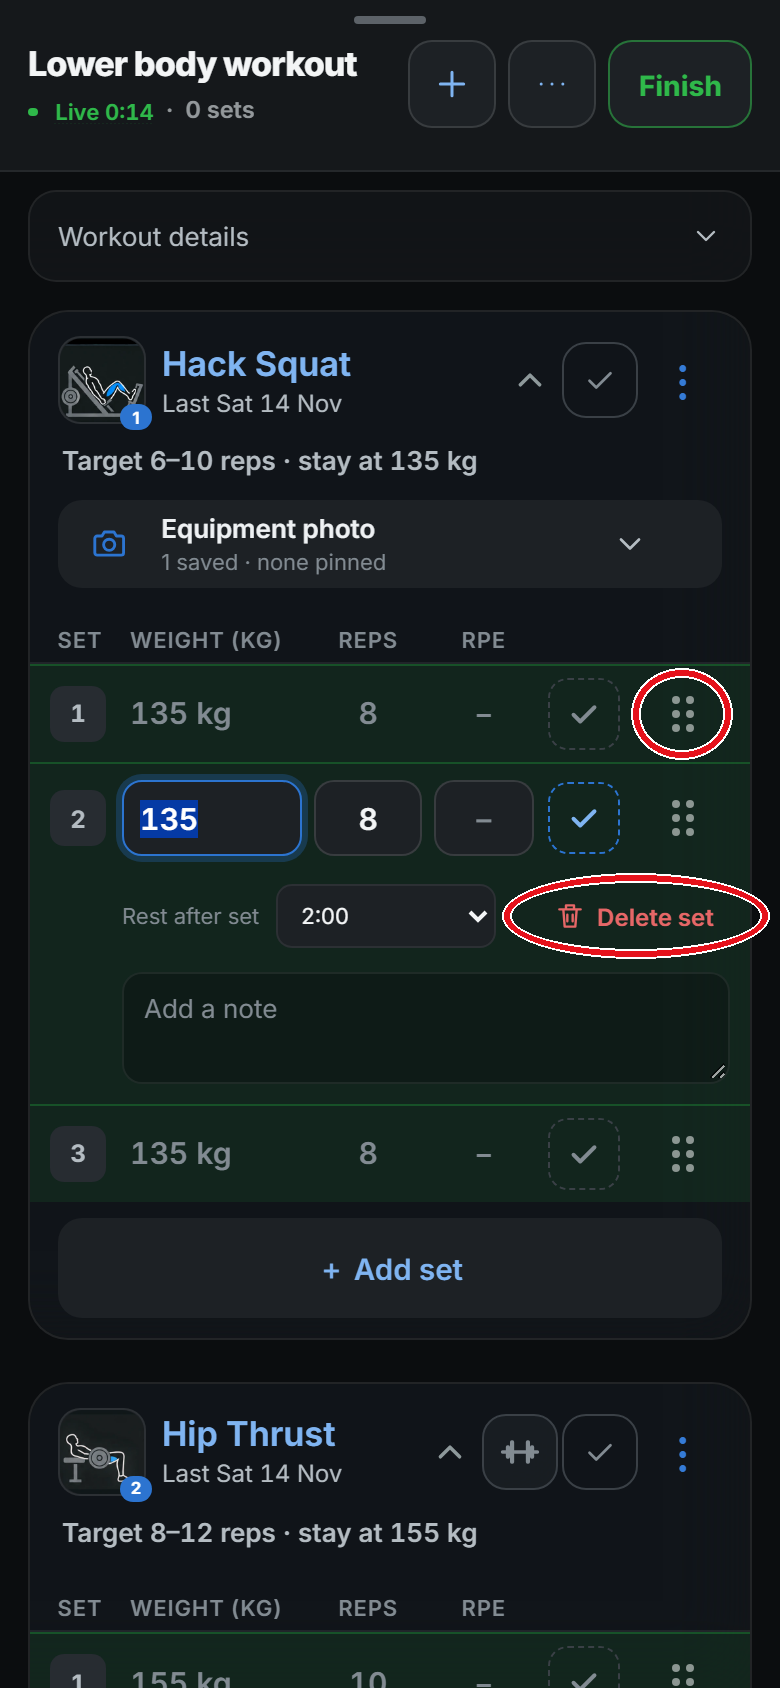 Lower body workout
Live 0:14 · 0 sets
+
...
Finish
Workout details
Hack Squat
Last Sat 14 Nov
1
Target 6–10 reps · stay at 135 kg
Equipment photo
1 saved · none pinned
SET WEIGHT (KG) REPS RPE
1 135 kg 8 –
2 135 8 –
Rest after set 2:00 Delete set
Add a note
3 135 kg 8 –
+ Add set
Hip Thrust
Last Sat 14 Nov
2
Target 8–12 reps · stay at 155 kg
SET WEIGHT (KG) REPS RPE
1 155 kg 10 –